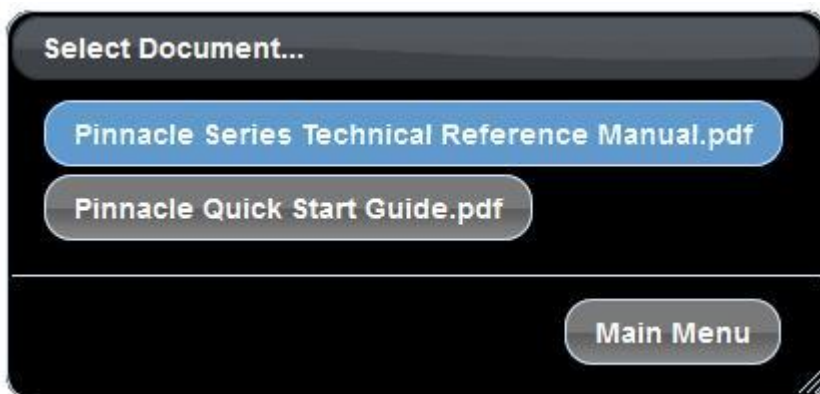 Select Document...
Pinnacle Series Technical Reference Manual.pdf
Pinnacle Quick Start Guide.pdf
Main Menu